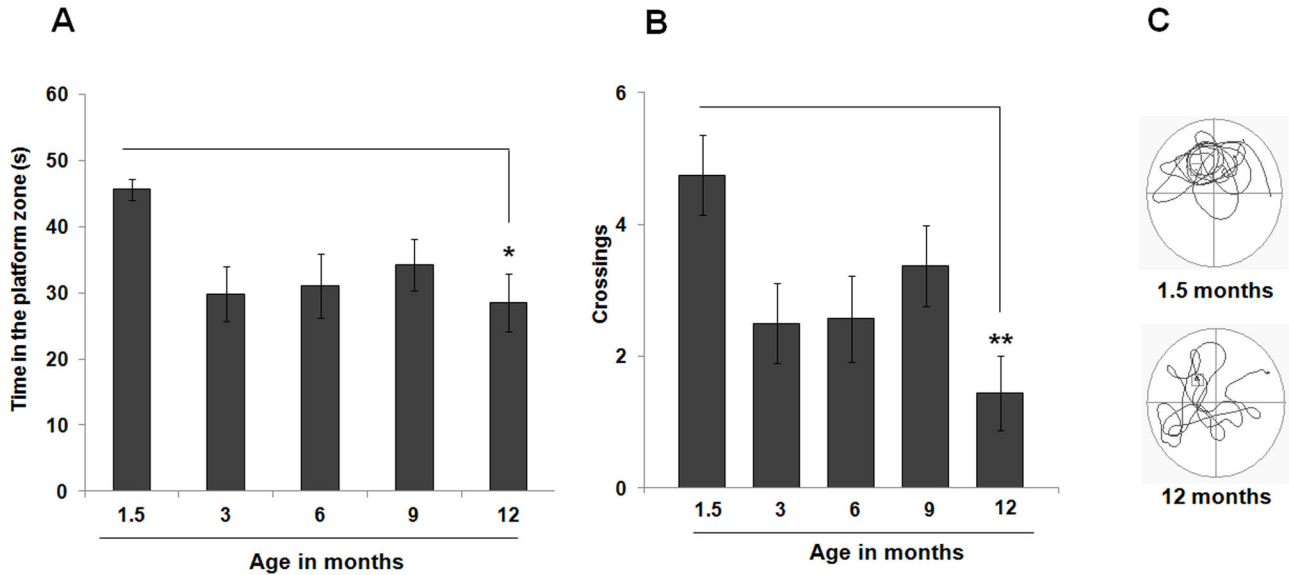 A
B
C
Time in the platform zone (s)
60
50
40
30
20
10
0
*
1.5 3 6 9 12
Age in months
Crossings
6
4
2
0
**
1.5 3 6 9 12
Age in months
1.5 months
12 months